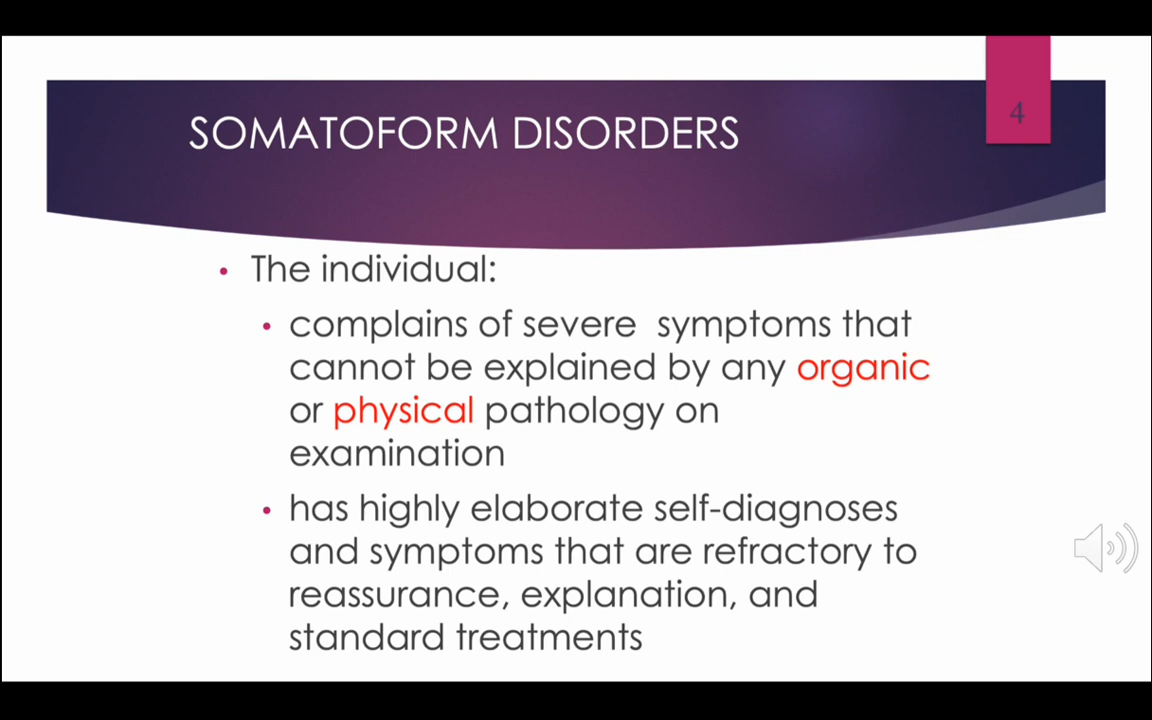 4
SOMATOFORM DISORDERS
• The individual:
• complains of severe  symptoms that
cannot be explained by any organic
or physical pathology on
examination
• has highly elaborate self-diagnoses
and symptoms that are refractory to
reassurance, explanation, and
standard treatments